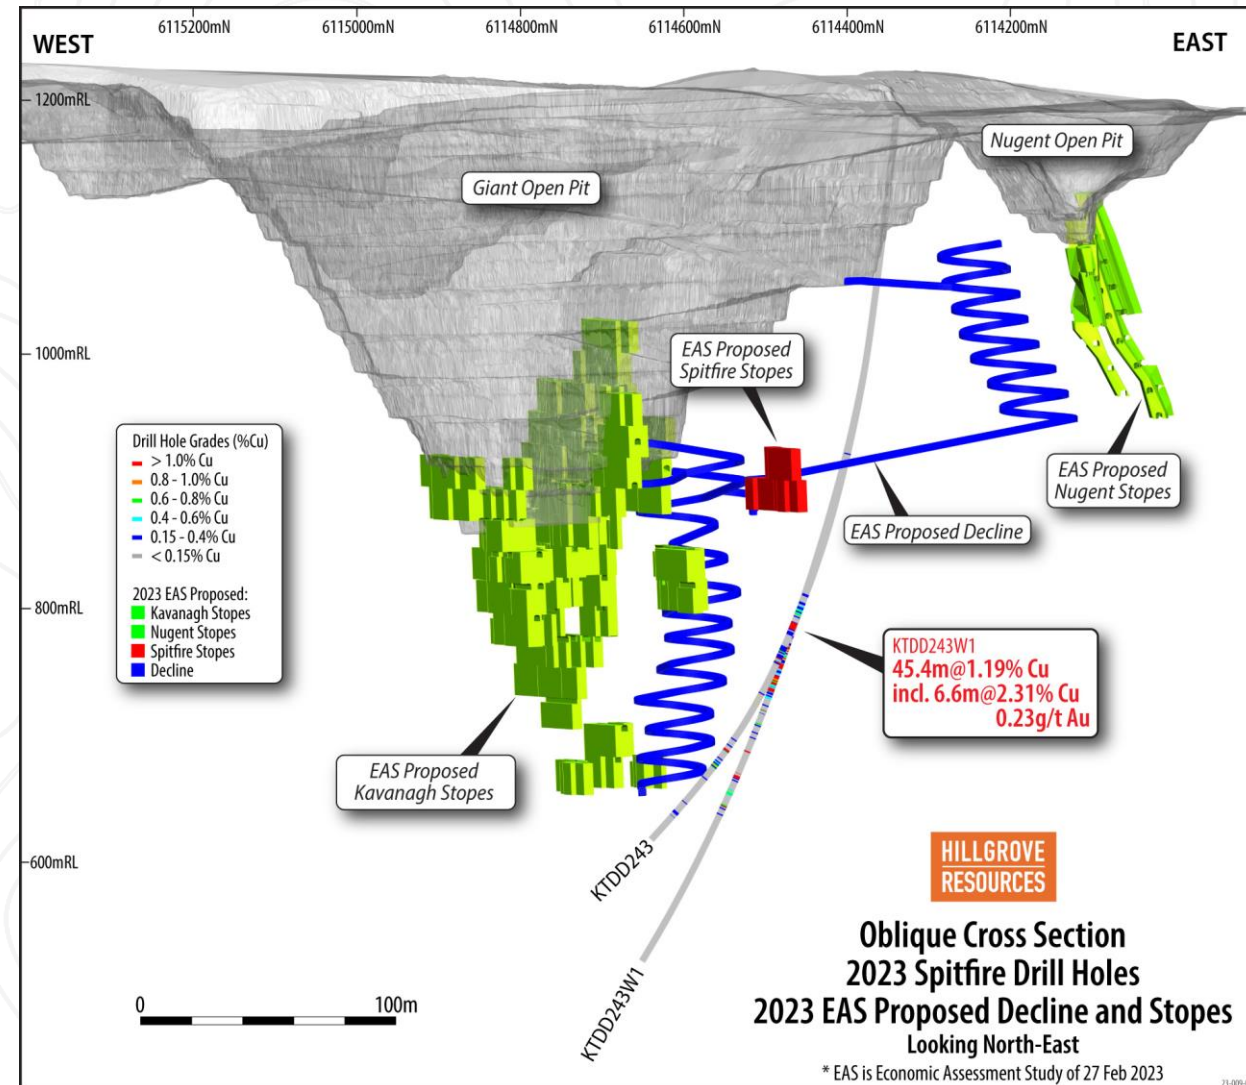 6115200mN
6115000mN
6114800mN
6114600mN
6114400mN
6114200mN
WEST
EAST
1200mRL
1000mRL
800mRL
600mRL
Giant Open Pit
Nugent Open Pit
EAS Proposed
Spitfire Stopes
EAS Proposed
Nugent Stopes
EAS Proposed Decline
Drill Hole Grades (%Cu)
> 1.0% Cu
0.8 - 1.0% Cu
0.6 - 0.8% Cu
0.4 - 0.6% Cu
0.15 - 0.4% Cu
< 0.15% Cu
2023 EAS Proposed:
Kavanagh Stopes
Nugent Stopes
Spitfire Stopes
Decline
KTDD243W1
45.4m@1.19% Cu
incl. 6.6m@2.31% Cu
0.23g/t Au
EAS Proposed
Kavanagh Stopes
KTDD243
KTDD243W1
0
100m
HILLGROVE
RESOURCES
Oblique Cross Section
2023 Spitfire Drill Holes
2023 EAS Proposed Decline and Stopes
Looking North-East
* EAS is Economic Assessment Study of 27 Feb 2023